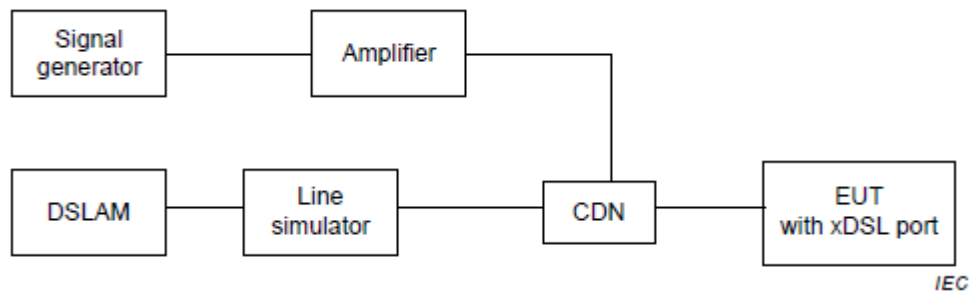 Signal
generator
Amplifier
DSLAM
Line
simulator
CDN
EUT
with xDSL port
IEC